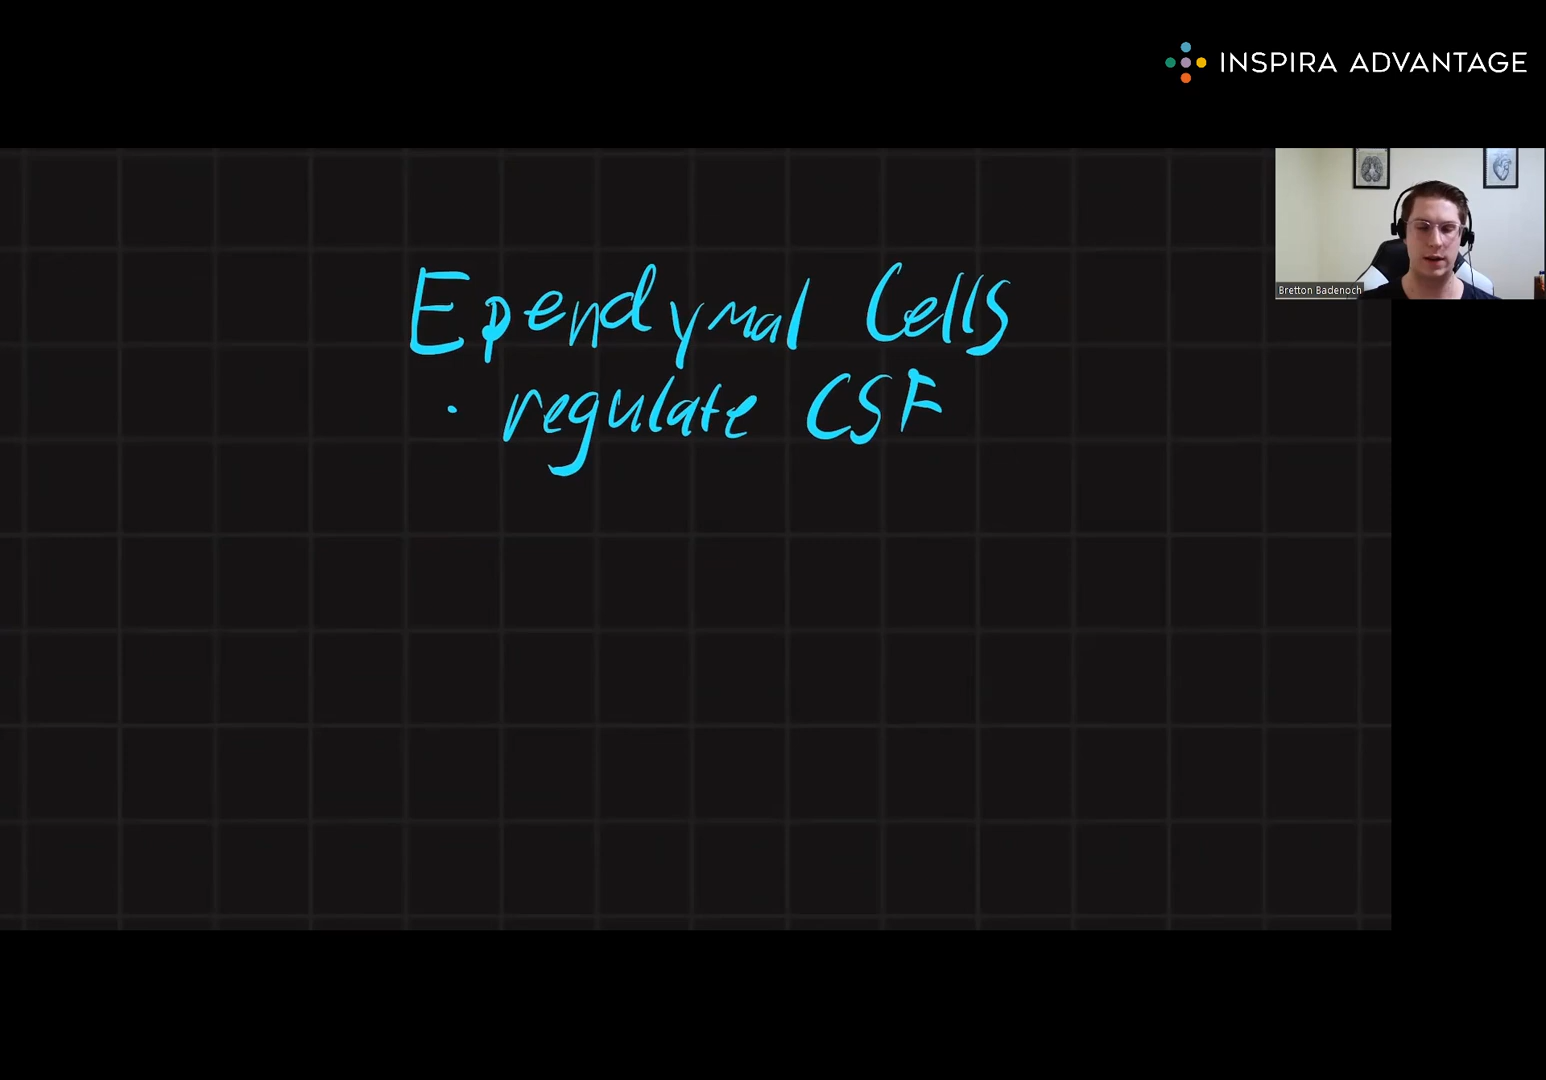 INSPIRA ADVANTAGE
Bretton Badenoch
Ependymal Cells
· regulate CSF